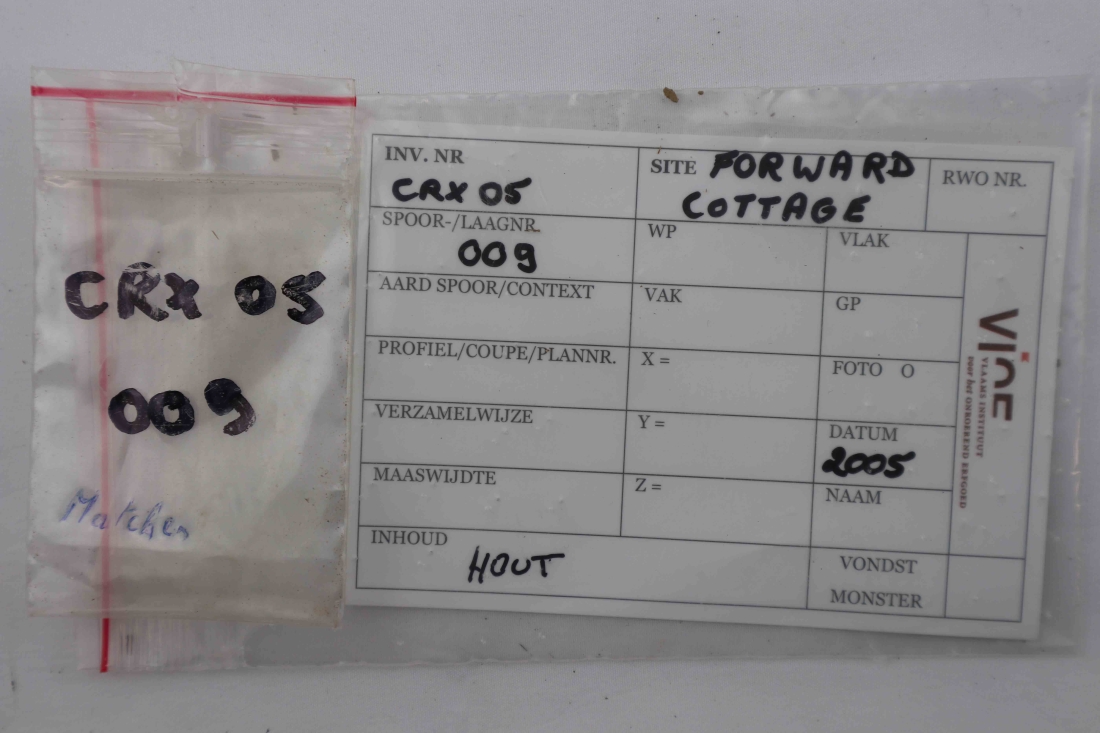 CRX 05
009
Matches
INV. NR
CRX 05
SITE FORWARD
COTTAGE
RWO NR.
SPOOR-/LAAGNR.
009
WP
VLAK
AARD SPOOR/CONTEXT
VAK
GP
PROFIEL/COUPE/PLANNR.
X =
FOTO O
VERZAMELWIJZE
Y =
DATUM
2005
MAASWIJDTE
Z =
NAAM
INHOUD
HOUT
VONDST
MONSTER
vioe
VLAAMS INSTITUUT
voor het ONROEREND ERFGOED